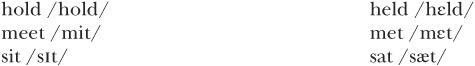 hold /hold/ held /hɛld/
meet /mit/ met /mɛt/
sit /sɪt/ sat /sæt/